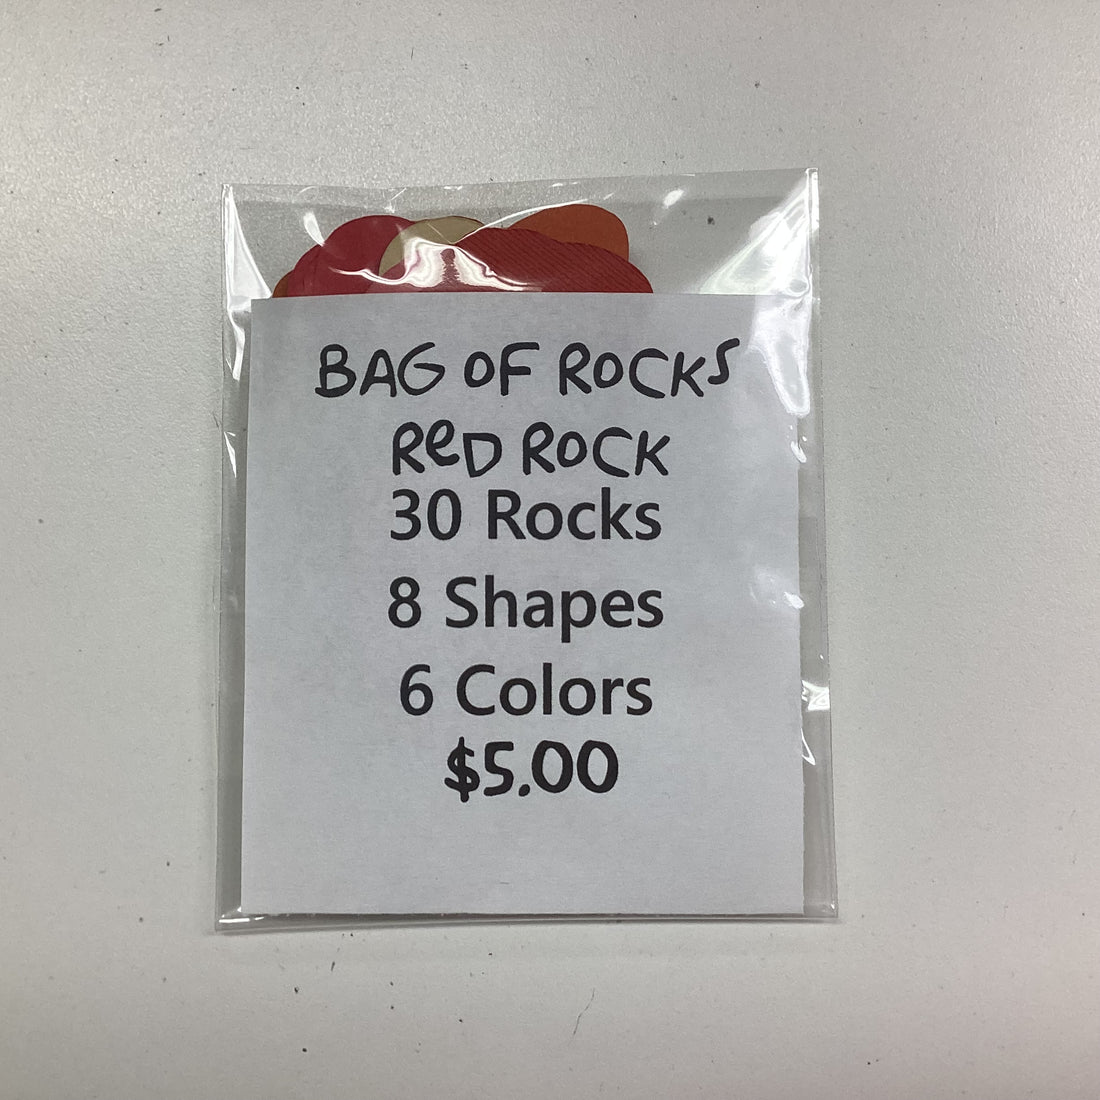 BAG OF ROCKS
ReD ROCK
30 Rocks
8 Shapes
6 Colors
$5.00